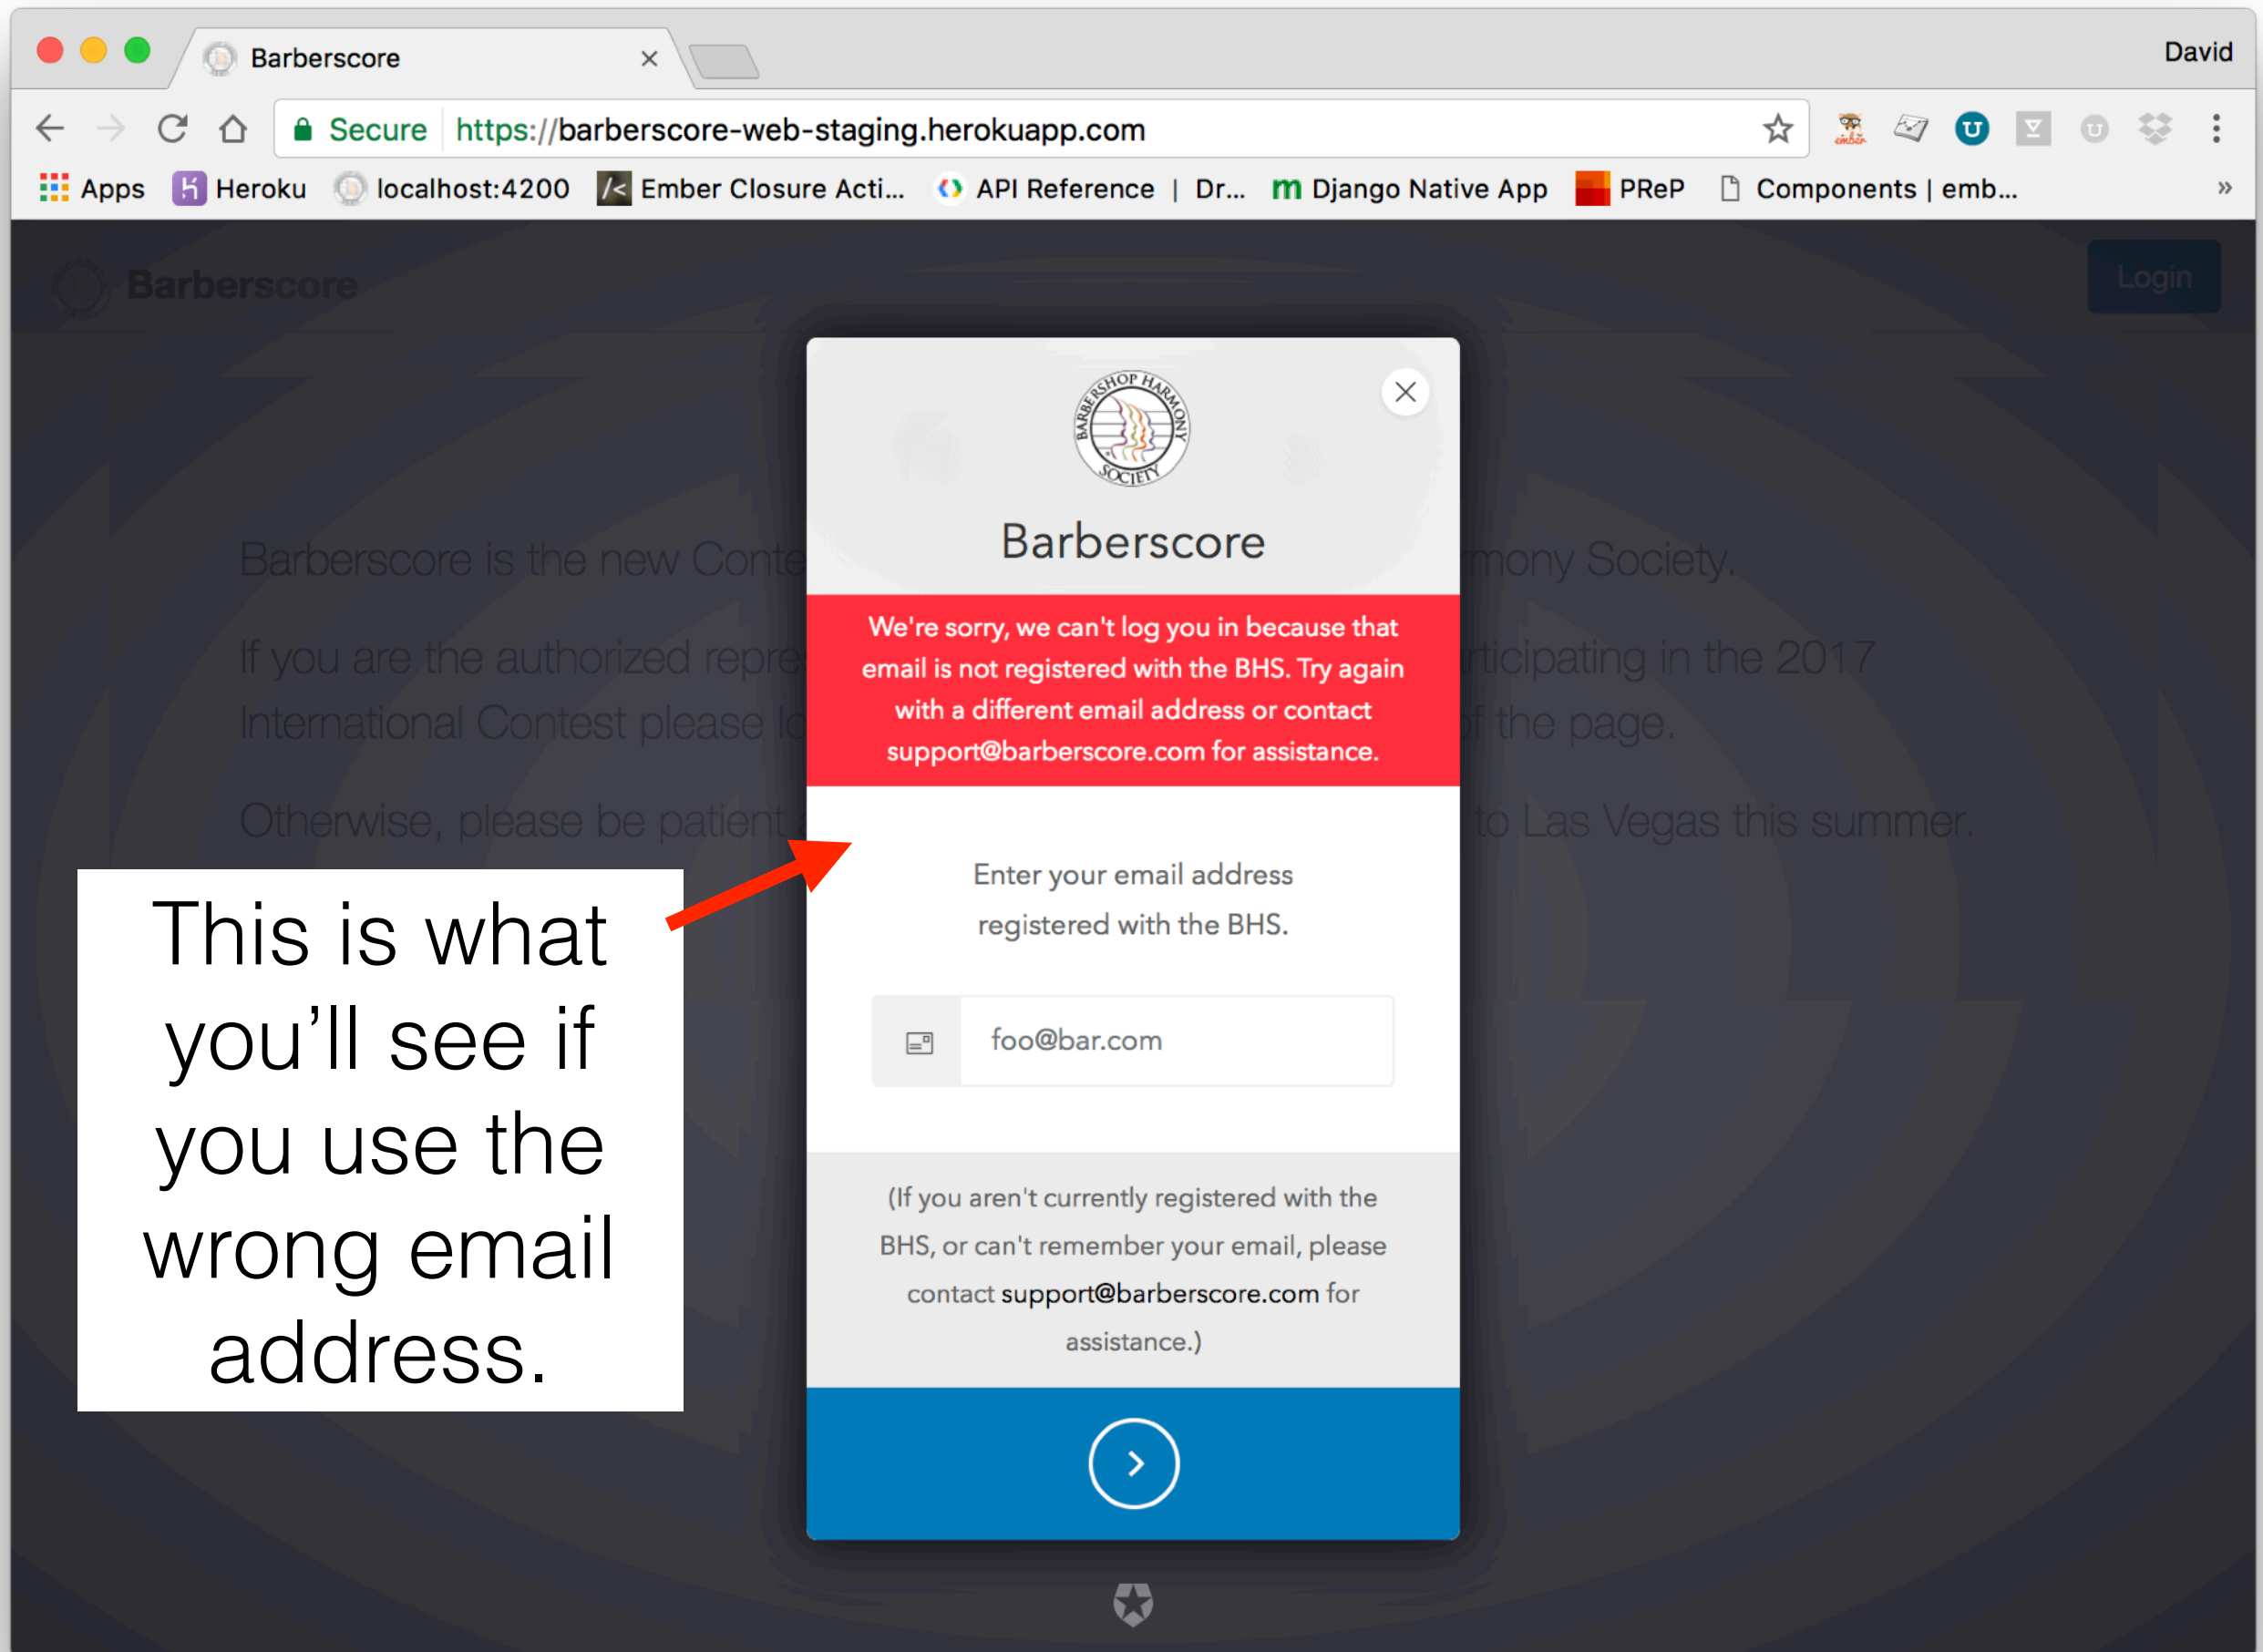 Barberscore
David
Secure https://barberscore-web-staging.herokuapp.com
Apps Heroku localhost:4200 Ember Closure Acti... API Reference | Dr... Django Native App PReP Components | emb... »
Barberscore
Login
BARBERSHOP HARMONY SOCIETY
Barberscore
Barberscore is the new Conte
mony Society.
If you are the authorized repre
rticipating in the 2017
International Contest please lo
of the page.
Otherwise, please be patient
to Las Vegas this summer.
We're sorry, we can't log you in because that
email is not registered with the BHS. Try again
with a different email address or contact
support@barberscore.com for assistance.
This is what
you’ll see if
you use the
wrong email
address.
Enter your email address
registered with the BHS.
foo@bar.com
(If you aren't currently registered with the
BHS, or can't remember your email, please
contact support@barberscore.com for
assistance.)